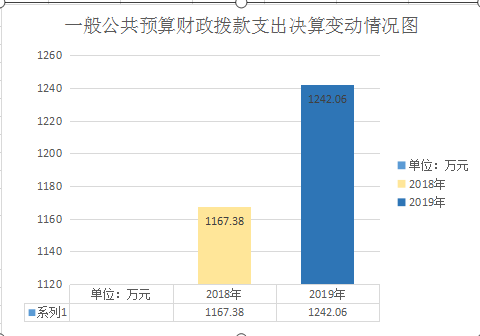 一般公共预算财政拨款支出决算变动情况图
1260
1240
1220
1200
1180
1160
1140
1120
1167.38
1242.06
单位：万元
2018年
2019年
单位：万元 2018年 2019年
系列1 1167.38 1242.06